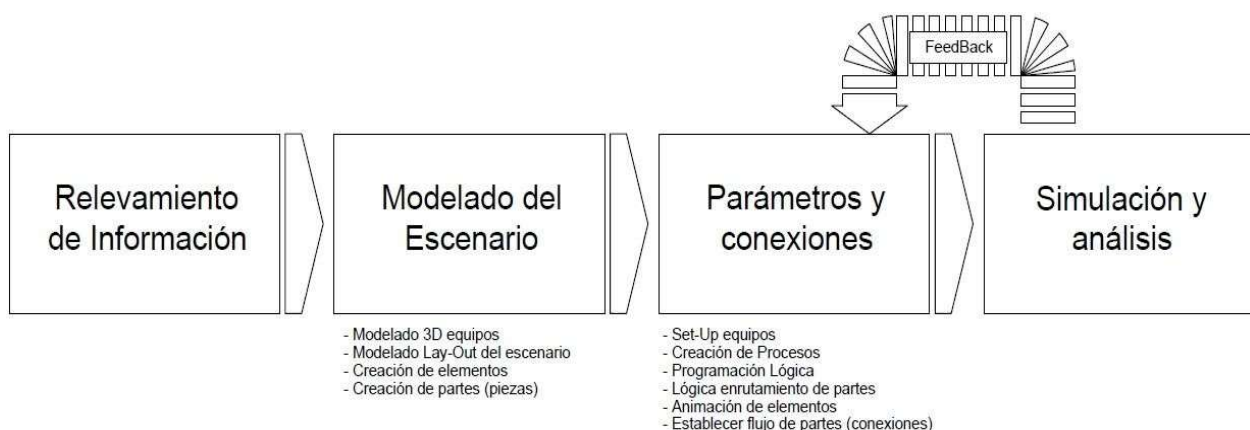 FeedBack
Relevamiento
de Información
Modelado del
Escenario
Parámetros y
conexiones
Simulación y
análisis
- Modelado 3D equipos
- Modelado Lay-Out del escenario
- Creación de elementos
- Creación de partes (piezas)
- Set-Up equipos
- Creación de Procesos
- Programación Lógica
- Lógica enrutamiento de partes
- Animación de elementos
- Establecer flujo de partes (conexiones)